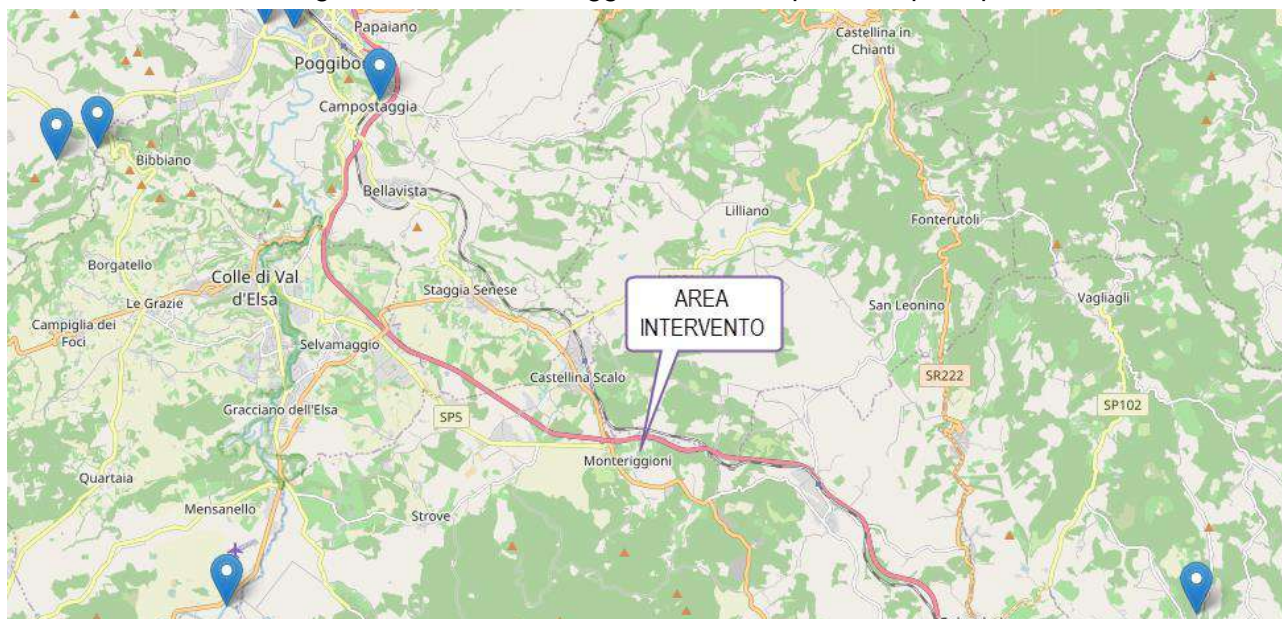 Papaiano
Castellina in
Chianti
Campostaggia
Bibbiano
Bellavista
Lilliano
Fonterutoli
Borgatello
Colle di Val
d'Elsa
Le Grazie
Staggia Senese
AREA
INTERVENTO
San Leonino
Vagliagli
Campiglia dei
Foci
Selvamaggio
Castellina Scalo
SR222
Gracciano dell'Elsa
SP5
SP102
Monteriggioni
Quartaia
Mensanello
Strove